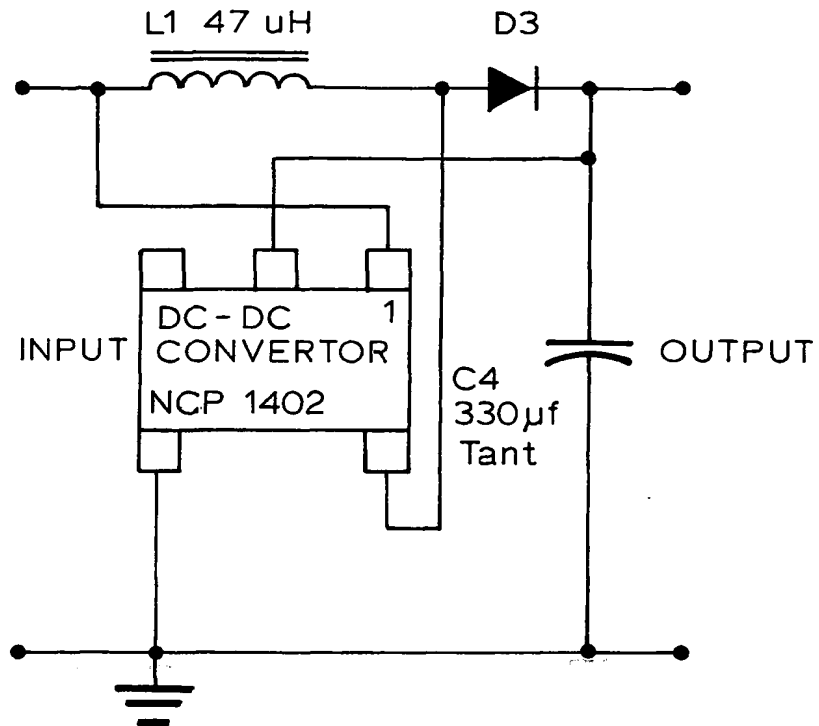 L1 47 uH
D3
DC-DC 1
INPUT CONVERTOR
OUTPUT
NCP 1402
C4
330µf
Tant